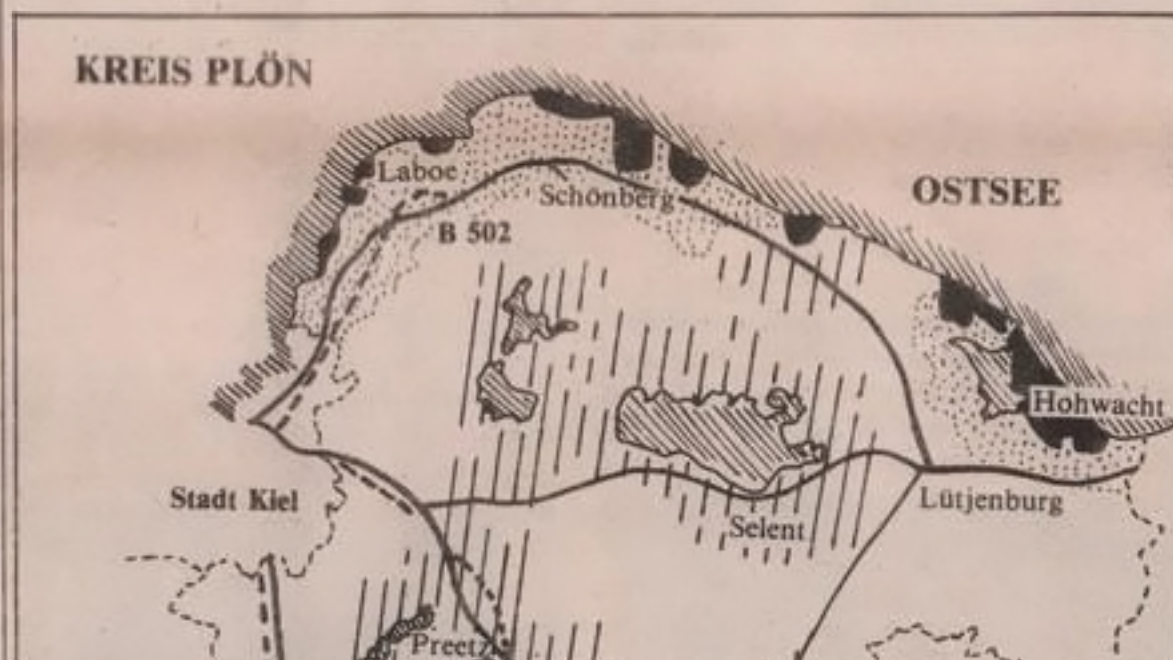 KREIS PLÖN
OSTSEE
Laboe
Schönberg
B 502
Hohwacht
Stadt Kiel
Lütjenburg
Selent
Preetz